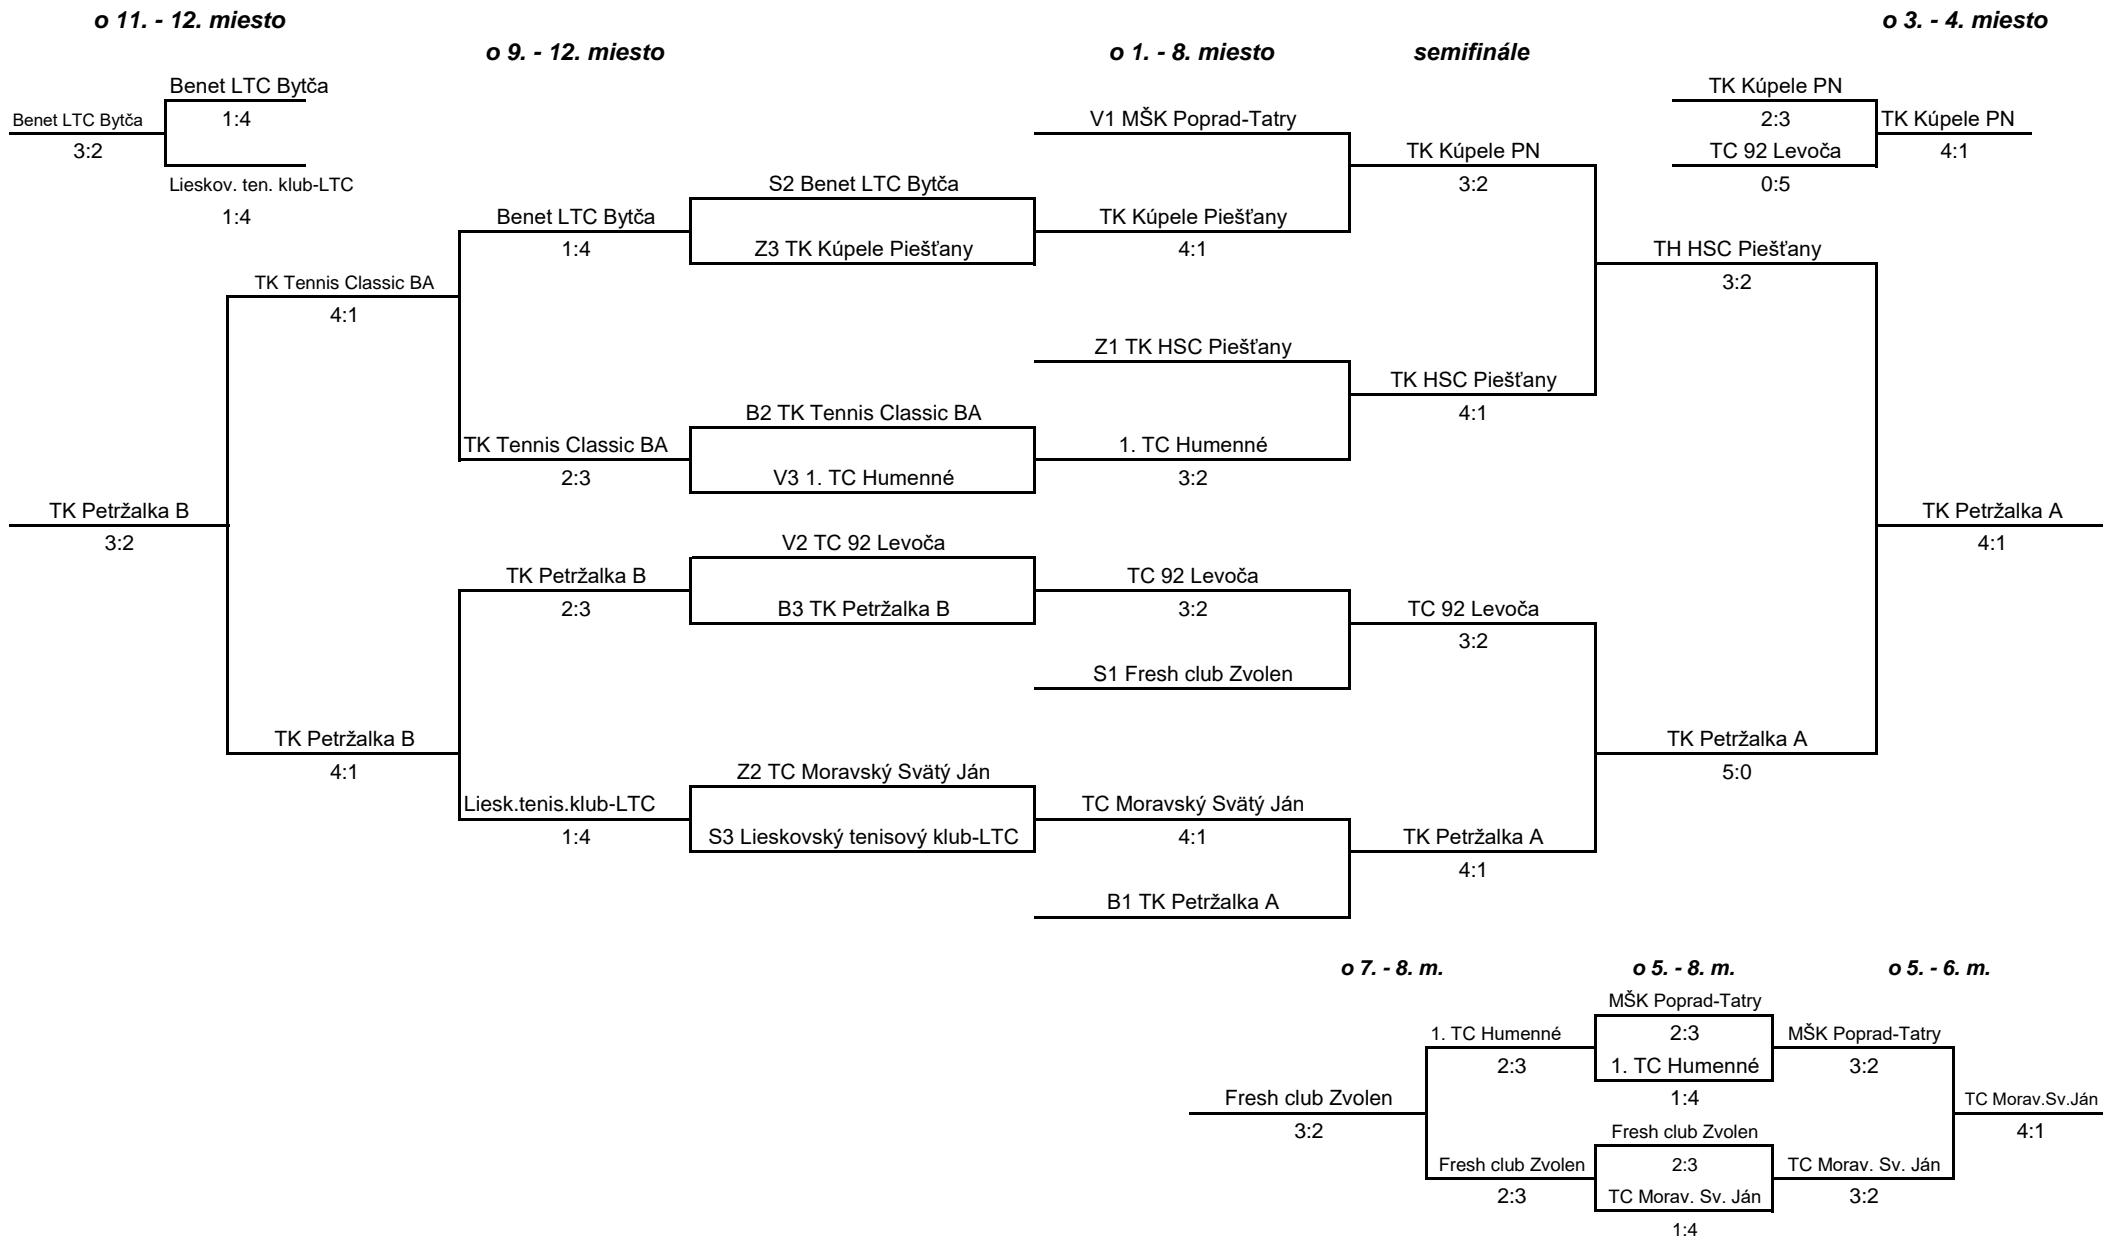 o 11. - 12. miesto
o 3. - 4. miesto
o 9. - 12. miesto
o 1. - 8. miesto
semifinále
Benet LTC Bytča
1:4
Benet LTC Bytča
3:2
Lieskov. ten. klub-LTC
1:4
TK Kúpele PN
2:3
TC 92 Levoča
0:5
TK Kúpele PN
4:1
V1 MŠK Poprad-Tatry
TK Kúpele PN
3:2
S2 Benet LTC Bytča
Benet LTC Bytča
1:4
Z3 TK Kúpele Piešťany
TK Kúpele Piešťany
4:1
TH HSC Piešťany
3:2
TK Tennis Classic BA
4:1
Z1 TK HSC Piešťany
TK HSC Piešťany
4:1
B2 TK Tennis Classic BA
TK Tennis Classic BA
2:3
V3 1. TC Humenné
1. TC Humenné
3:2
TK Petržalka B
3:2
TK Petržalka A
4:1
V2 TC 92 Levoča
TK Petržalka B
2:3
B3 TK Petržalka B
TC 92 Levoča
3:2
TC 92 Levoča
3:2
S1 Fresh club Zvolen
TK Petržalka B
4:1
TK Petržalka A
5:0
Z2 TC Moravský Svätý Ján
Liesk.tenis.klub-LTC
1:4
S3 Lieskovský tenisový klub-LTC
TC Moravský Svätý Ján
4:1
TK Petržalka A
4:1
B1 TK Petržalka A
o 7. - 8. m.
o 5. - 8. m.
o 5. - 6. m.
MŠK Poprad-Tatry
1. TC Humenné
2:3
MŠK Poprad-Tatry
2:3
1. TC Humenné
3:2
1:4
Fresh club Zvolen
3:2
TC Morav.Sv.Ján
4:1
Fresh club Zvolen
Fresh club Zvolen
2:3
TC Morav. Sv. Ján
2:3
TC Morav. Sv. Ján
3:2
1:4